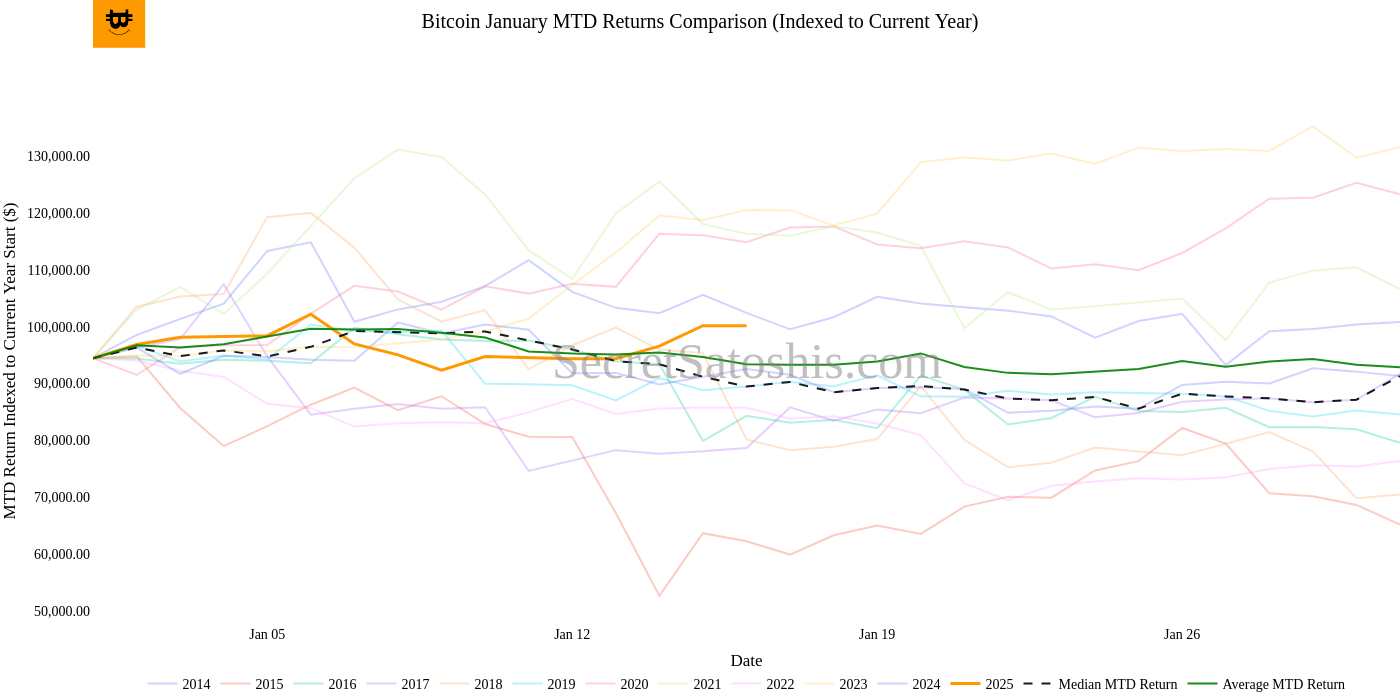 Bitcoin January MTD Returns Comparison (Indexed to Current Year)
MTD Return Indexed to Current Year Start ($)
130,000.00
120,000.00
110,000.00
100,000.00
90,000.00
80,000.00
70,000.00
60,000.00
50,000.00
SecretSatoshis.com
Jan 05 Jan 12 Jan 19 Jan 26
Date
2014 2015 2016 2017 2018 2019 2020 2021 2022 2023 2024 2025 Median MTD Return Average MTD Return